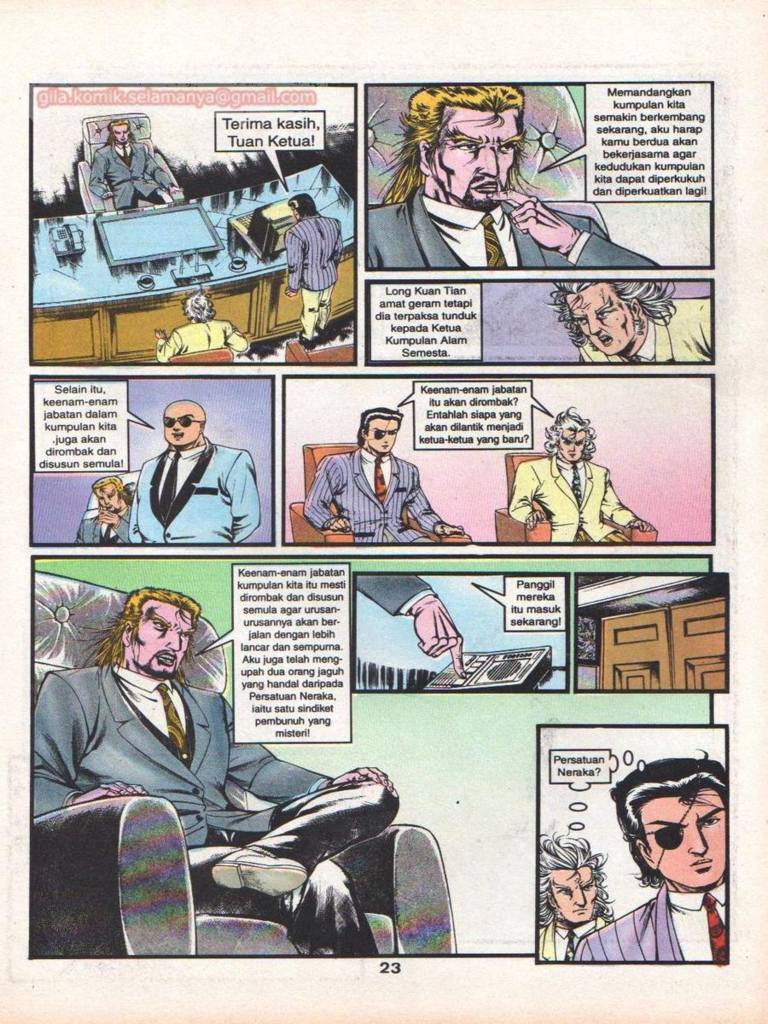 gila.komik.selamanya@gmail.com
Terima kasih,
Tuan Ketua!
Memandangkan
kumpulan kita
semakin berkembang
sekarang, aku harap
kamu berdua akan
bekerjasama agar
kedudukan kumpulan
kita dapat diperkukuh
dan diperkuatkan lagi!
Long Kuan Tian
amat geram tetapi
dia terpaksa tunduk
kepada Ketua
Kumpulan Alam
Semesta.
Selain itu,
keenam-enam
jabatan dalam
kumpulan kita
juga akan
dirombak dan
disusun semula!
Keenam-enam jabatan
itu akan dirombak?
Entahlah siapa yang
akan dilantik menjadi
ketua-ketua yang baru?
Keenam-enam jabatan
kumpulan kita itu mesti
dirombak dan disusun
semula agar urusan-
urusannya akan ber-
jalan dengan lebih
lancar dan sempurna.
Aku juga telah meng-
upah dua orang jaguh
yang handal daripada
Persatuan Neraka,
iaitu satu sindiket
pembunuh yang
misteri!
Panggil
mereka
itu masuk
sekarang!
Persatuan
Neraka?
23